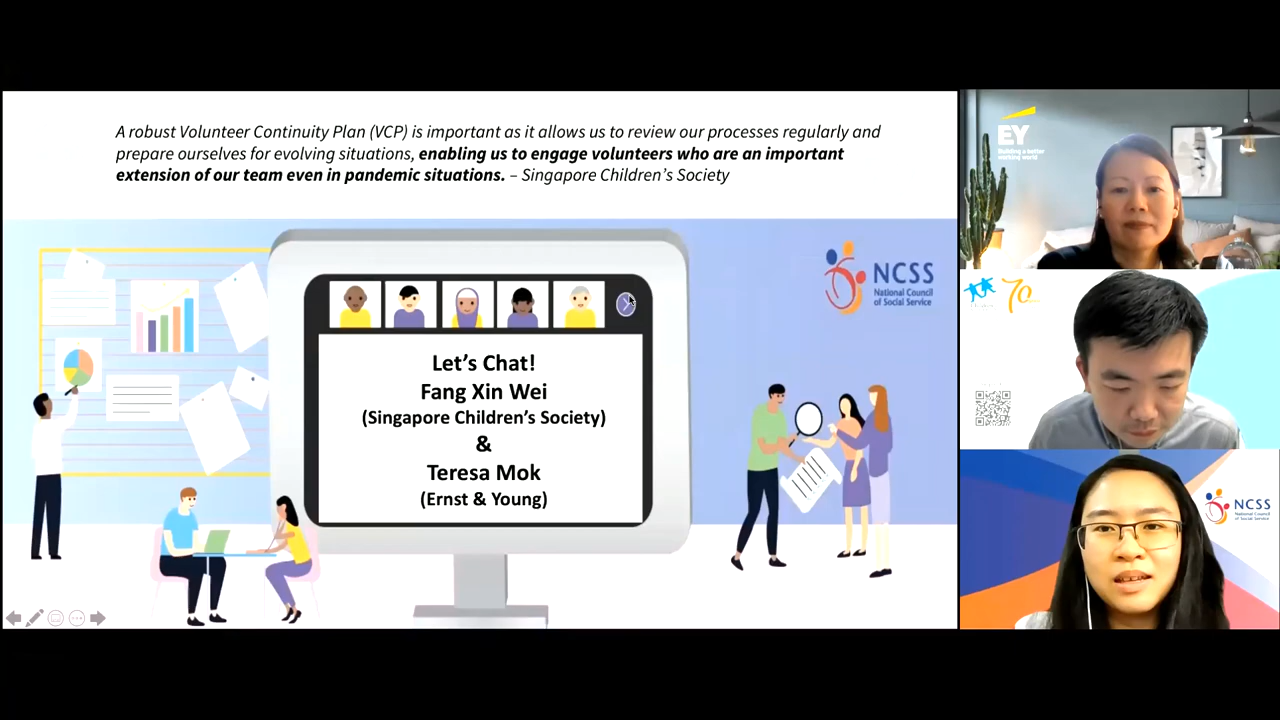 A robust Volunteer Continuity Plan (VCP) is important as it allows us to review our processes regularly and
prepare ourselves for evolving situations, enabling us to engage volunteers who are an important
extension of our team even in pandemic situations. – Singapore Children's Society
NCSS
National Council
of Social Service
Let's Chat!
Fang Xin Wei
(Singapore Children's Society)
&
Teresa Mok
(Ernst & Young)
EY
Building a better
working world
70
NCSS
National Council
of Social Service